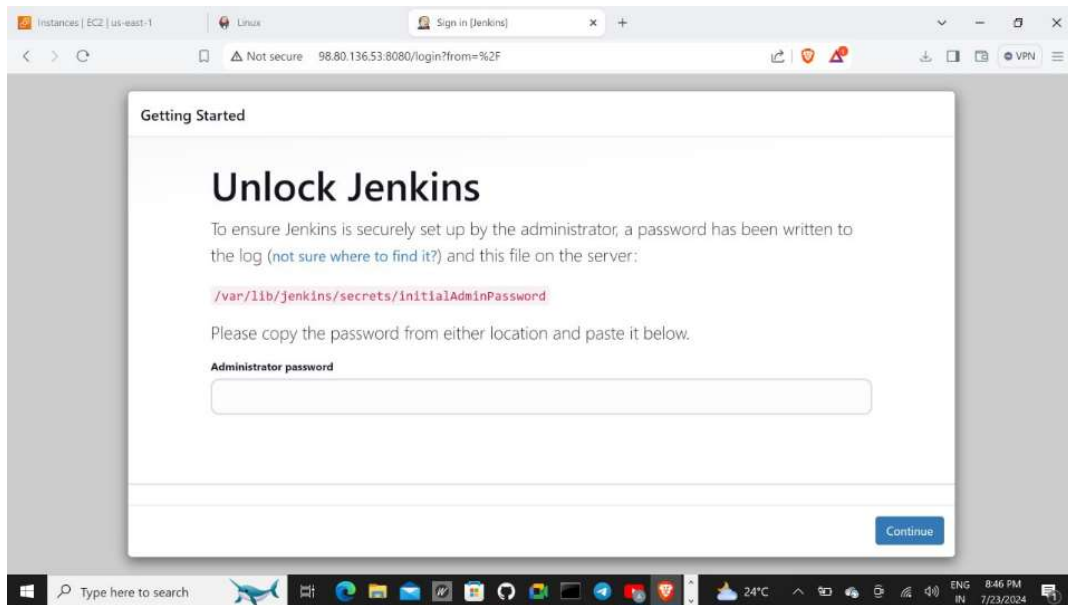 Instances | EC2 | us-east-1
Linux
Sign in [Jenkins]
Not secure 98.80.136.53:8080/login?from=%2F
VPN
Getting Started
Unlock Jenkins
To ensure Jenkins is securely set up by the administrator, a password has been written to
the log (not sure where to find it?) and this file on the server:
/var/lib/jenkins/secrets/initialAdminPassword
Please copy the password from either location and paste it below.
Administrator password
Continue
Type here to search
24°C
ENG
IN
8:46 PM
7/23/2024